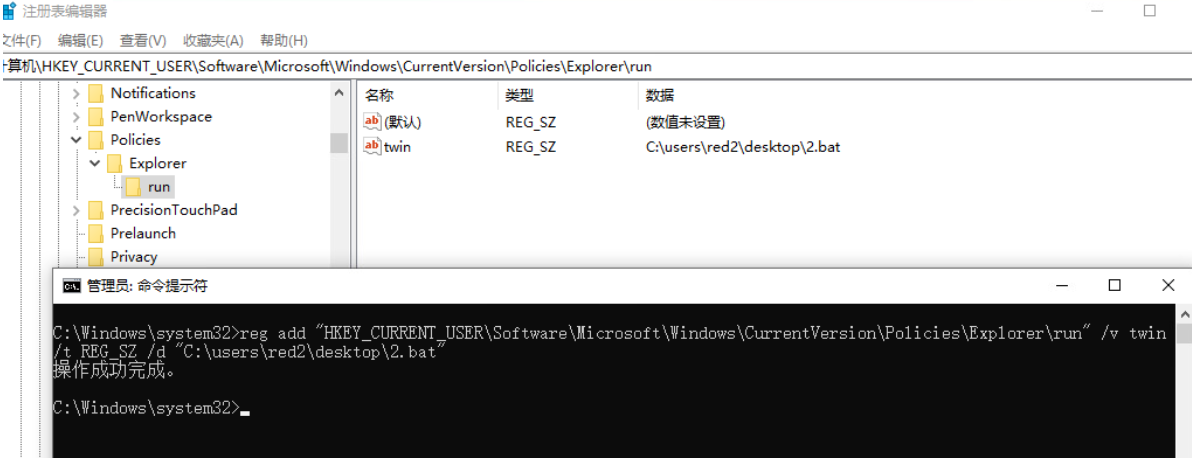 注册表编辑器
文件(F) 编辑(E) 查看(V) 收藏夹(A) 帮助(H)
计算机\HKEY_CURRENT_USER\Software\Microsoft\Windows\CurrentVersion\Policies\Explorer\run
Notifications
PenWorkspace
Policies
Explorer
run
PrecisionTouchPad
Prelaunch
Privacy
名称 类型 数据
ab (默认) REG_SZ (数值未设置)
ab twin REG_SZ C:\users\red2\desktop\2.bat
管理员: 命令提示符
C:\Windows\system32>reg add "HKEY_CURRENT_USER\Software\Microsoft\Windows\CurrentVersion\Policies\Explorer\run" /v twin
/t REG_SZ /d "C:\users\red2\desktop\2.bat"
操作成功完成。
C:\Windows\system32>